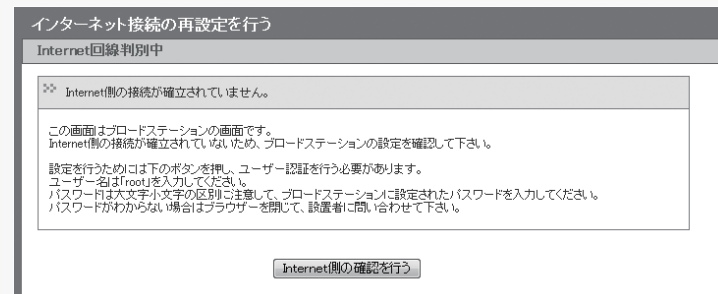 インターネット接続の再設定を行う
Internet回線判別中
Internet側の接続が確立されていません。
この画面はブロードステーションの画面です。
Internet側の接続が確立されていないため、ブロードステーションの設定を確認して下さい。
設定を行うためには下のボタンを押し、ユーザー認証を行う必要があります。
ユーザー名は「root」を入力してください。
パスワードは大文字小文字の区別に注意して、ブロードステーションに設定されたパスワードを入力してください。
パスワードがわからない場合はブラウザーを閉じて、設置者に問い合わせて下さい。
Internet側の確認を行う